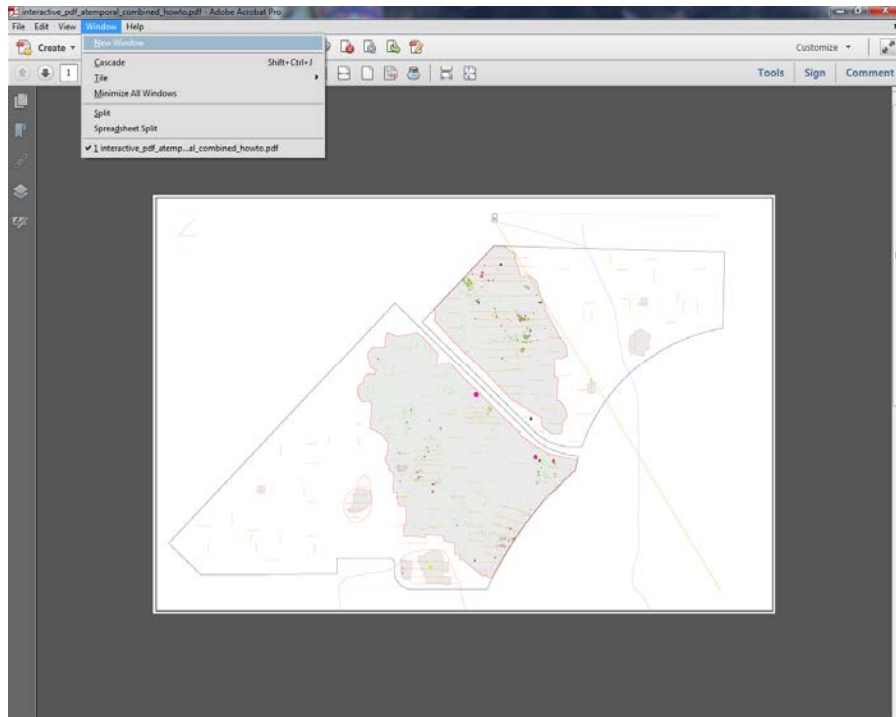 interactive_pdf_atemporal_combined_howto.pdf - Adobe Acrobat Pro
File Edit View Window Help
Create
Customize
1
Tools Sign Comment
New Window
Cascade Shift+Ctrl+J
Tile
Minimize All Windows
Split
Spreadsheet Split
1 interactive_pdf_atemp...al_combined_howto.pdf